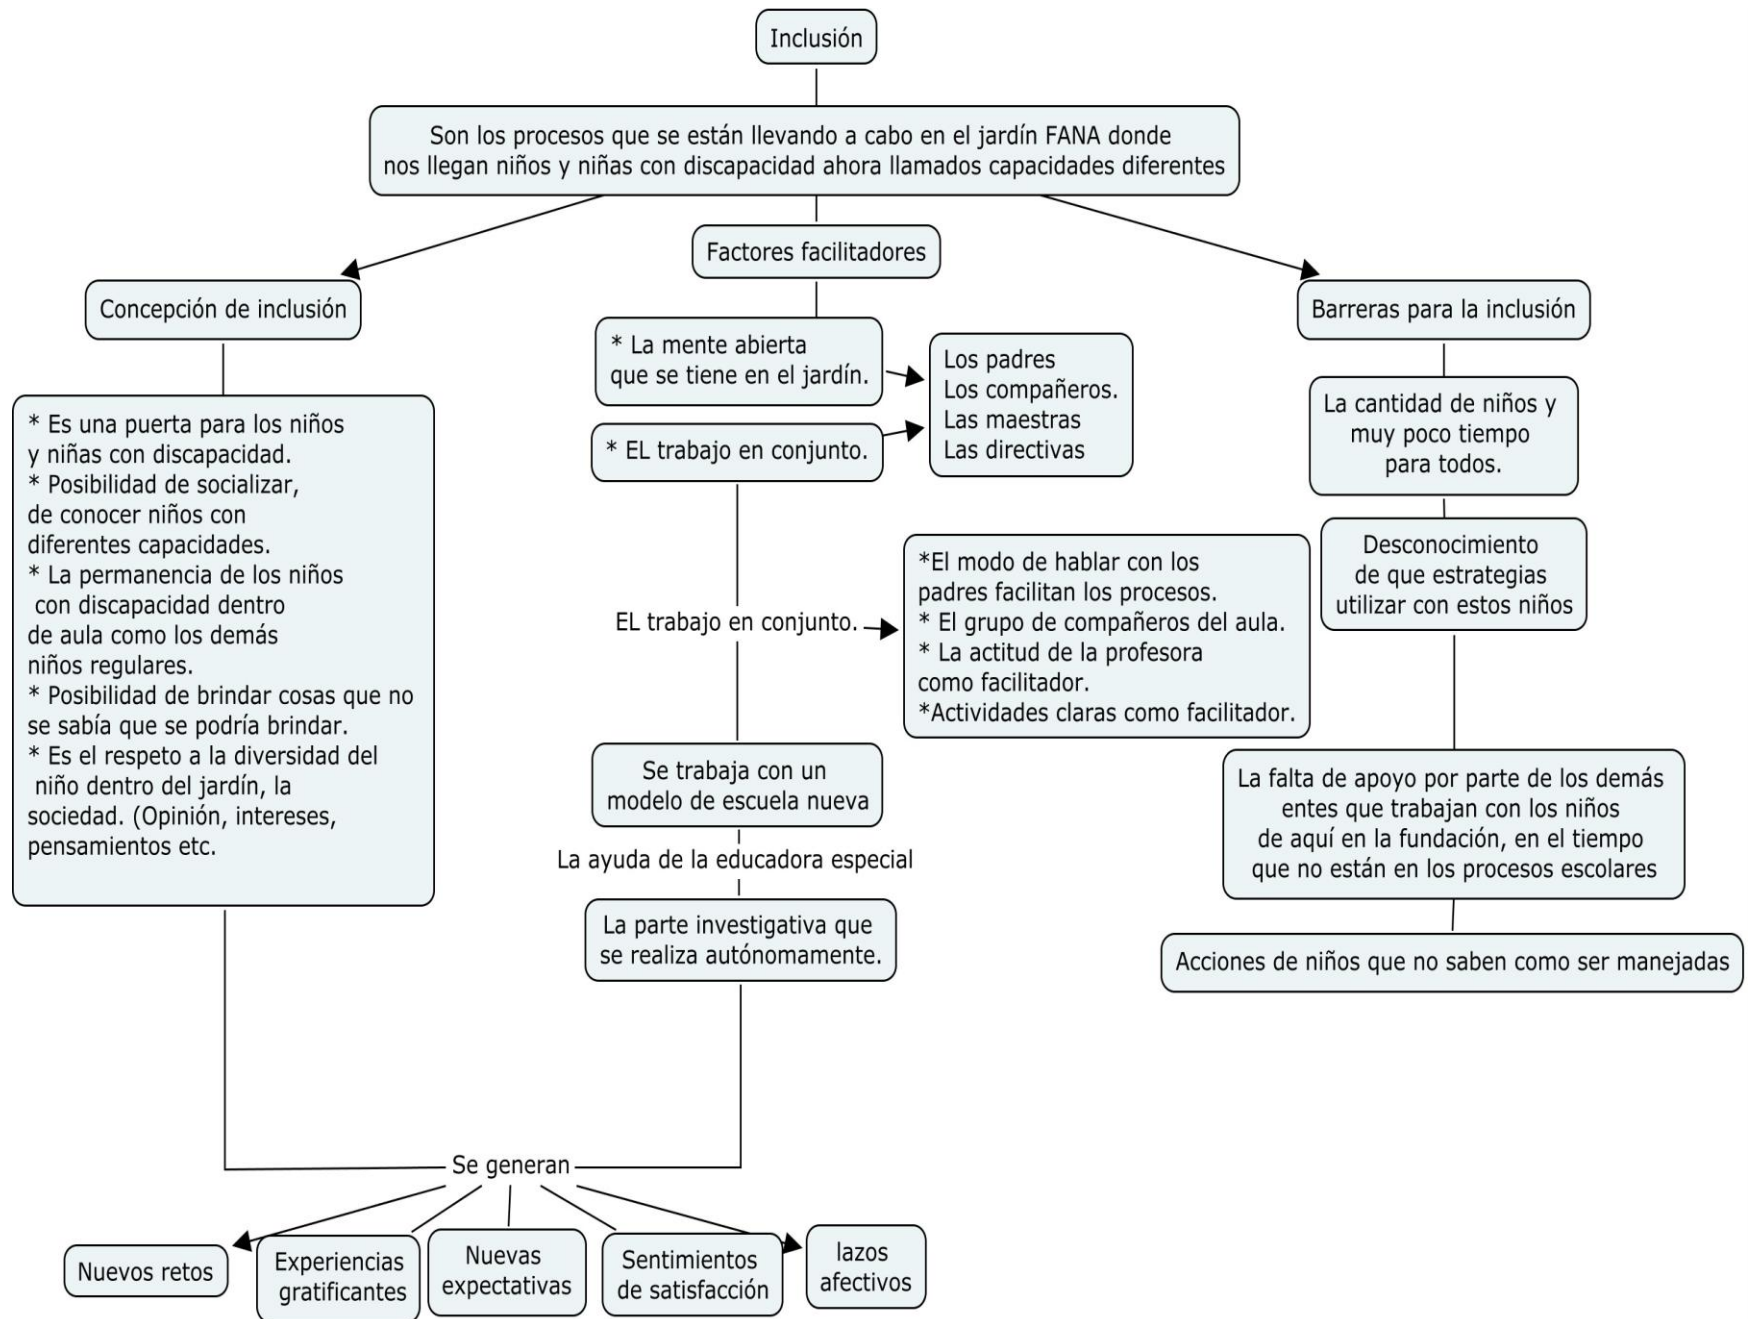 Inclusión
Son los procesos que se están llevando a cabo en el jardín FANA donde
nos llegan niños y niñas con discapacidad ahora llamados capacidades diferentes
Concepción de inclusión
* Es una puerta para los niños
y niñas con discapacidad.
* Posibilidad de socializar,
de conocer niños con
diferentes capacidades.
* La permanencia de los niños
con discapacidad dentro
de aula como los demás
niños regulares.
* Posibilidad de brindar cosas que no
se sabía que se podría brindar.
* Es el respeto a la diversidad del
niño dentro del jardín, la
sociedad. (Opinión, intereses,
pensamientos etc.
Factores facilitadores
* La mente abierta
que se tiene en el jardín.
* EL trabajo en conjunto.
Los padres
Los compañeros.
Las maestras
Las directivas
EL trabajo en conjunto.
*El modo de hablar con los
padres facilitan los procesos.
* El grupo de compañeros del aula.
* La actitud de la profesora
como facilitador.
*Actividades claras como facilitador.
Se trabaja con un
modelo de escuela nueva
La ayuda de la educadora especial
La parte investigativa que
se realiza autónomamente.
Barreras para la inclusión
La cantidad de niños y
muy poco tiempo
para todos.
Desconocimiento
de que estrategias
utilizar con estos niños
La falta de apoyo por parte de los demás
entes que trabajan con los niños
de aquí en la fundación, en el tiempo
que no están en los procesos escolares
Acciones de niños que no saben como ser manejadas
Se generan
Nuevos retos
Experiencias
gratificantes
Nuevas
expectativas
Sentimientos
de satisfacción
lazos
afectivos